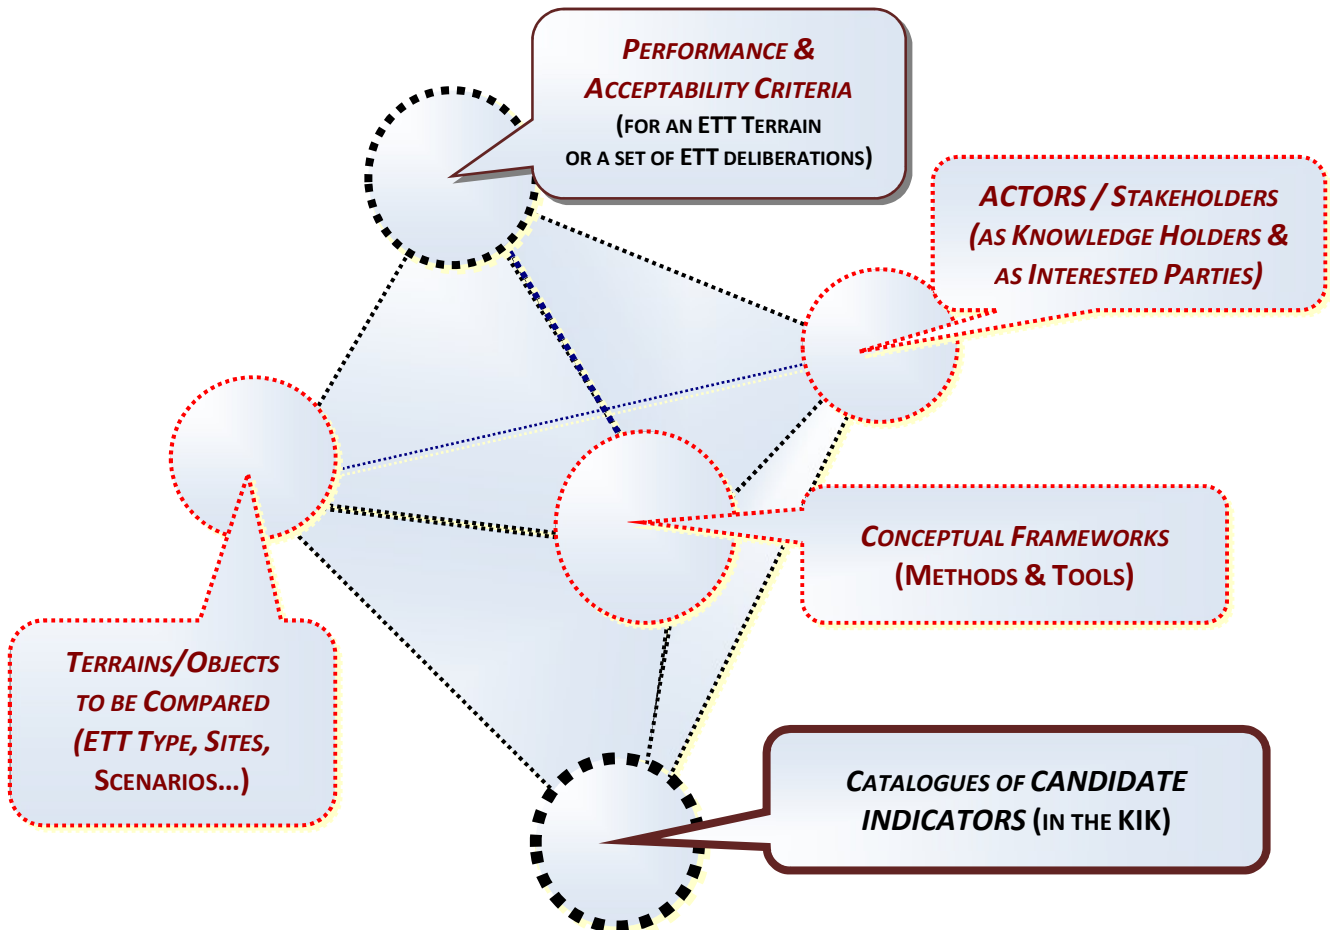 PERFORMANCE &
ACCEPTABILITY CRITERIA
(FOR AN ETT TERRAIN
OR A SET OF ETT DELIBERATIONS)
ACTORS / STAKEHOLDERS
(AS KNOWLEDGE HOLDERS &
AS INTERESTED PARTIES)
CONCEPTUAL FRAMEWORKS
(METHODS & TOOLS)
TERRAINS/OBJECTS
TO BE COMPARED
(ETT TYPE, SITES,
SCENARIOS...)
CATALOGUES OF CANDIDATE
INDICATORS (IN THE KIK)